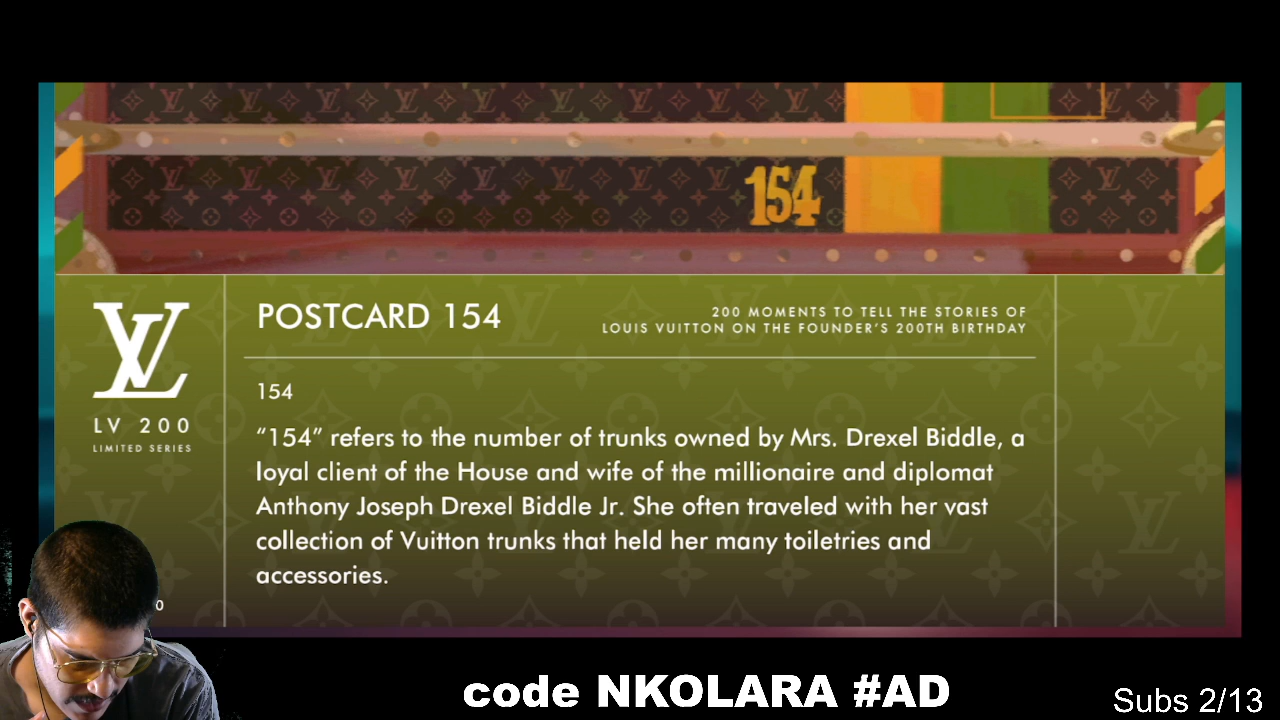 154
LV
POSTCARD 154
200 MOMENTS TO TELL THE STORIES OF
LOUIS VUITTON ON THE FOUNDER'S 200TH BIRTHDAY
LV 200
LIMITED SERIES
154
“154” refers to the number of trunks owned by Mrs. Drexel Biddle, a
loyal client of the House and wife of the millionaire and diplomat
Anthony Joseph Drexel Biddle Jr. She often traveled with her vast
collection of Vuitton trunks that held her many toiletries and
accessories.
code NKOLARA #AD
Subs 2/13